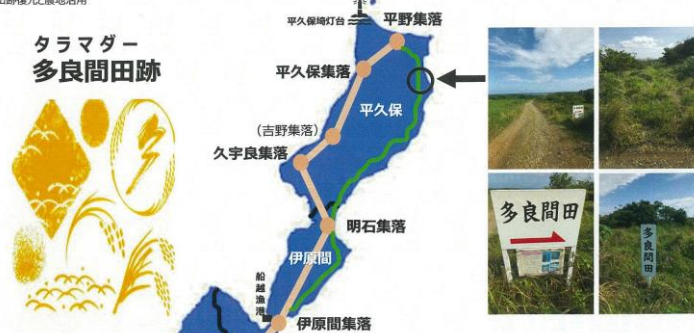 タラマダー
多良間田跡
平久保埼灯台
平野集落
平久保集落
平久保
(吉野集落)
久宇良集落
明石集落
伊原間
船越漁港
伊原間集落
多良間田
多良間田